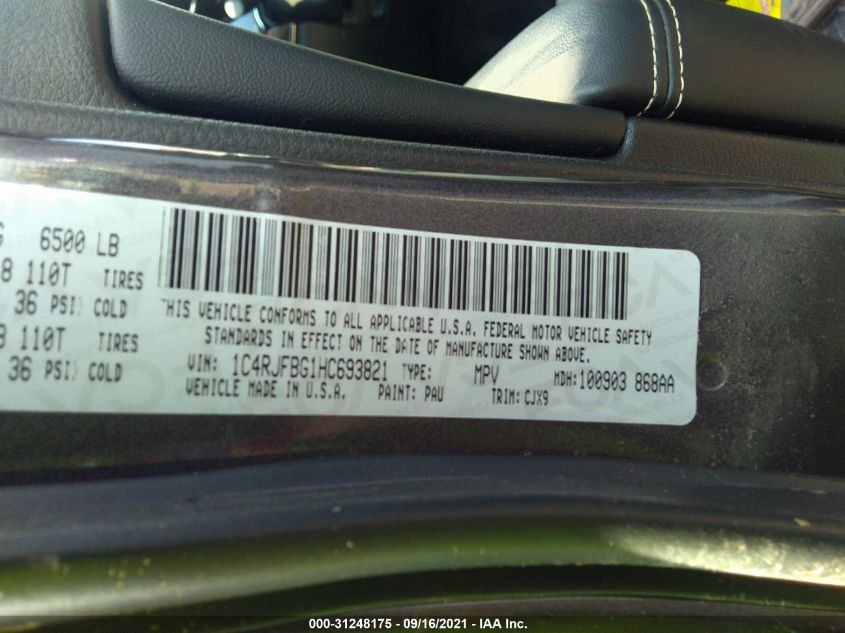 6500 LB
8 110T TIRES
36 PSI) COLD
110T TIRES
36 PSI) COLD
THIS VEHICLE CONFORMS TO ALL APPLICABLE U.S.A. FEDERAL MOTOR VEHICLE SAFETY
STANDARDS IN EFFECT ON THE DATE OF MANUFACTURE SHOWN ABOVE.
VIN: 1C4RJFBG1HC693821 TYPE: MPV MDH:100903 868AA
VEHICLE MADE IN U.S.A. PAINT: PAU TRIM: CJX9
000-31248175 - 09/16/2021 - IAA Inc.